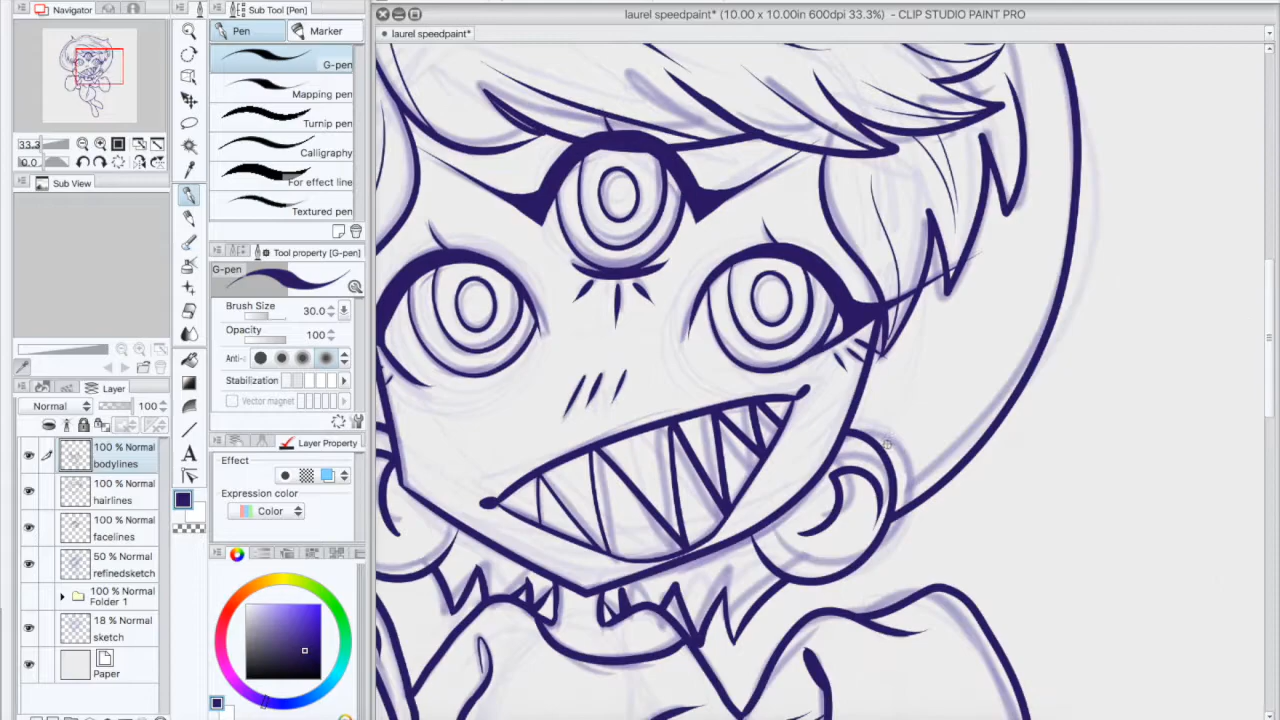 Navigator
33.3
0.0
Sub View
Sub Tool [Pen]
Pen
Marker
G-pen
Mapping pen
Turnip pen
Calligraphy
For effect line
Textured pen
Tool property [G-pen]
G-pen
Brush Size 30.0
Opacity 100
Anti-
Stabilization
Vector magnet
Layer Property
Effect
Expression color
Color
Layer
Normal 100
100 % Normal
bodylines
100 % Normal
hairlines
100 % Normal
facelines
50 % Normal
refinedsketch
100 % Normal
Folder 1
18 % Normal
sketch
Paper
laurel speedpaint* (10.00 x 10.00in 600dpi 33.3%) - CLIP STUDIO PAINT PRO
laurel speedpaint*